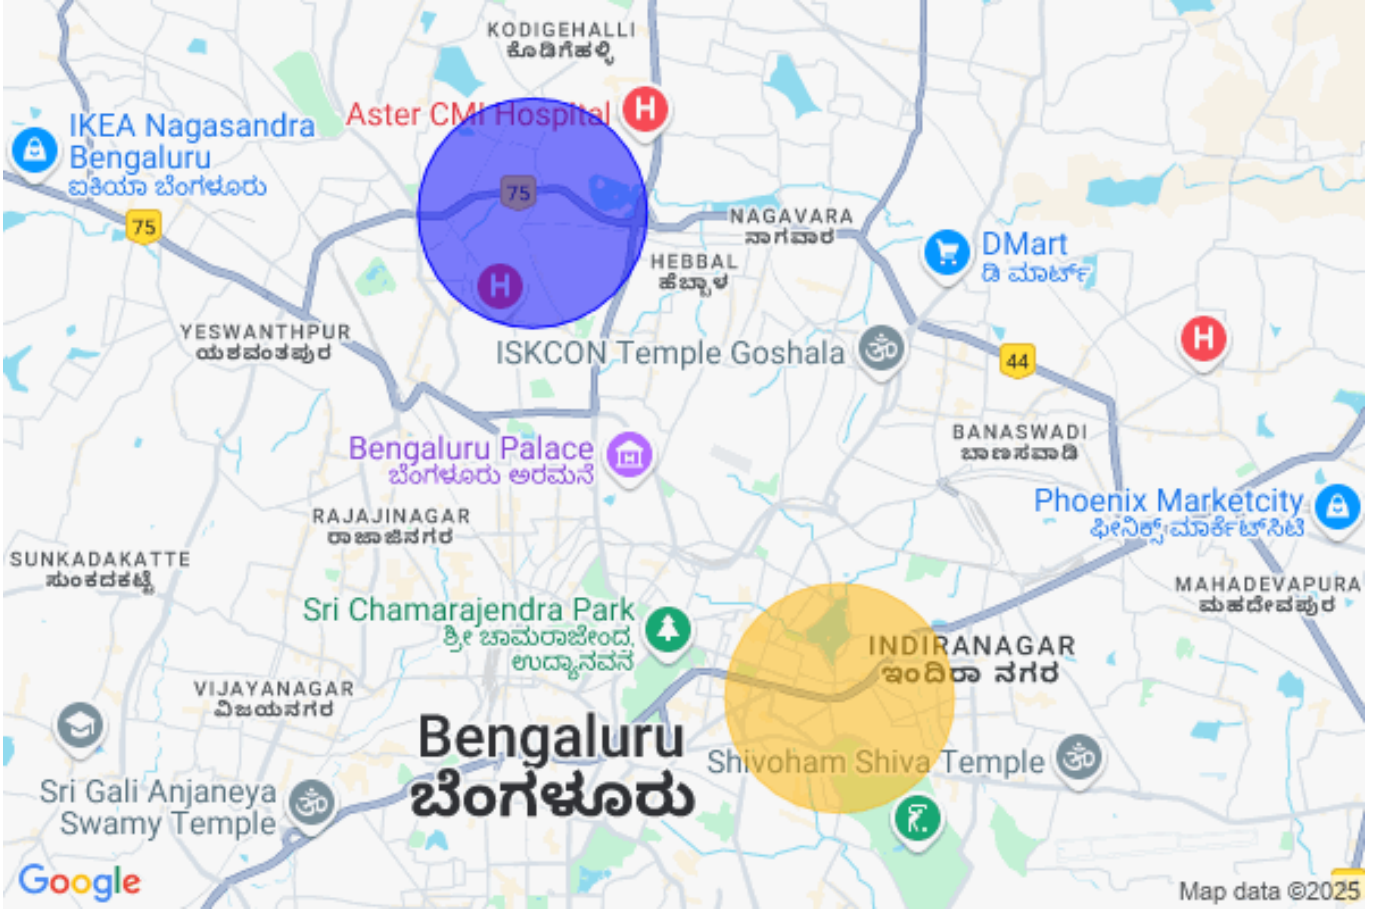 KODIGEHALLI
ಕೊಡಿಗೆಹಳ್ಳಿ
Aster CMI Hospital
H
IKEA Nagasandra
Bengaluru
ಐಕಿಯಾ ಬೆಂಗಳೂರು
75
75
NAGAVARA
ನಾಗವಾರ
DMart
ಡಿ ಮಾರ್ಟ್
HEBBAL
ಹೆಬ್ಬಾಳ
H
YESWANTHPUR
ಯಶವಂತಪುರ
ISKCON Temple Goshala
H
44
BANASWADI
ಬಾಣಸವಾಡಿ
Bengaluru Palace
ಬೆಂಗಳೂರು ಅರಮನೆ
Phoenix Marketcity
ಫೀನಿಕ್ಸ್ ಮಾರ್ಕೆಟ್‌ಸಿಟಿ
RAJAJINAGAR
ರಾಜಾಜಿನಗರ
SUNKADAKATTE
ಸುಂಕದಕಟ್ಟೆ
MAHADEVAPURA
ಮಹದೇವಪುರ
Sri Chamarajendra Park
ಶ್ರೀ ಚಾಮರಾಜೇಂದ್ರ
ಉದ್ಯಾನವನ
INDIRANAGAR
ಇಂದಿರಾ ನಗರ
VIJAYANAGAR
ವಿಜಯನಗರ
Bengaluru
ಬೆಂಗಳೂರು
Shivoham Shiva Temple
Sri Gali Anjaneya
Swamy Temple
Google
Map data ©2025